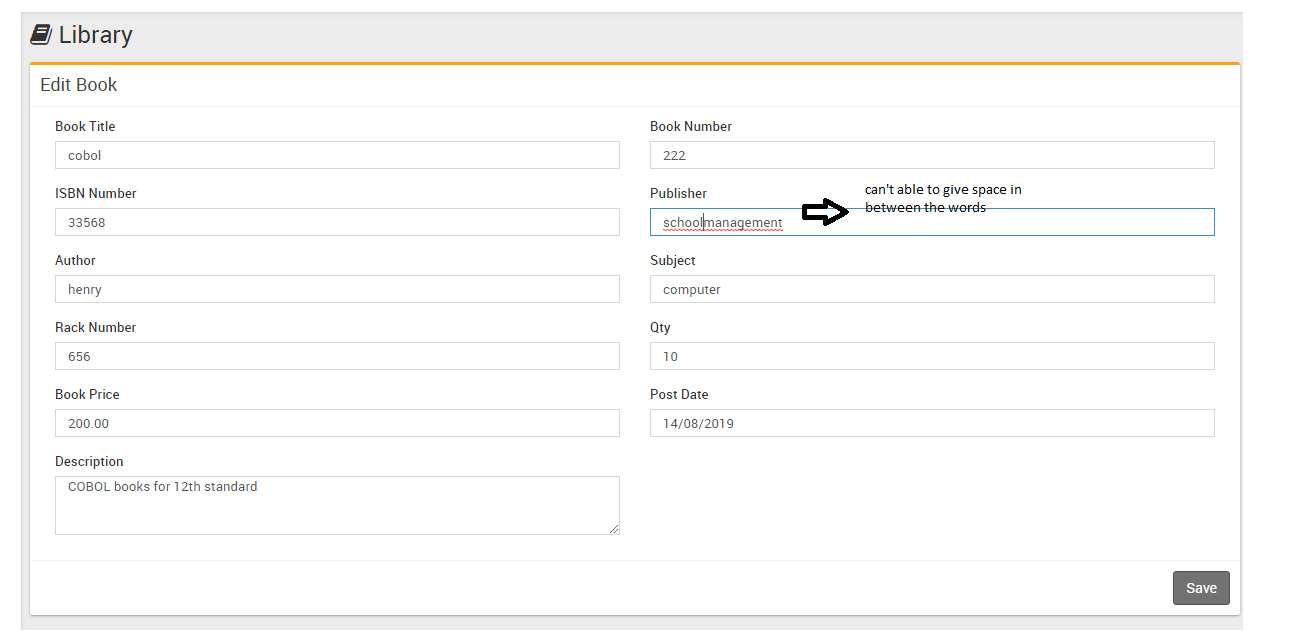 Library
Edit Book
Book Title
cobol
Book Number
222
ISBN Number
33568
Publisher
schoolmanagement
can't able to give space in
between the words
Author
henry
Subject
computer
Rack Number
656
Qty
10
Book Price
200.00
Post Date
14/08/2019
Description
COBOL books for 12th standard
Save